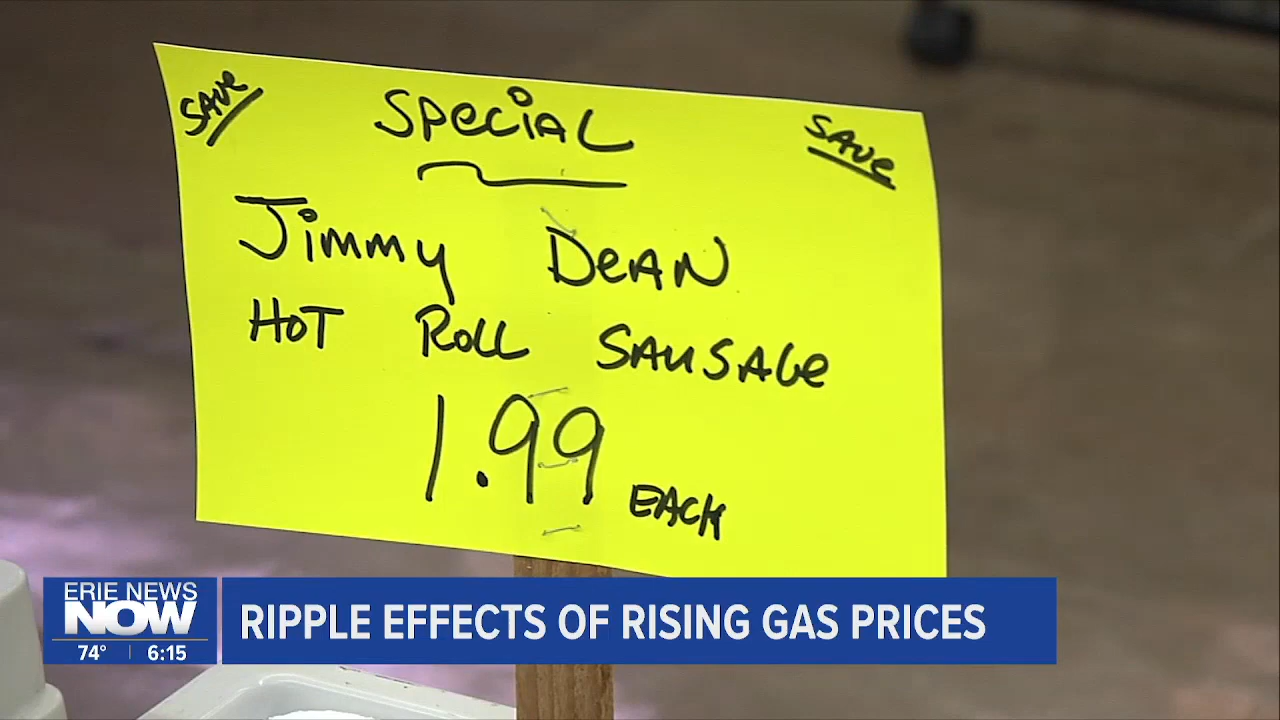 SAVE
SPECIAL
SAVE
Jimmy DEAN
HOT ROLL SAUSAGE
1.99 EACH
ERIE NEWS
NOW
74° | 6:15
RIPPLE EFFECTS OF RISING GAS PRICES